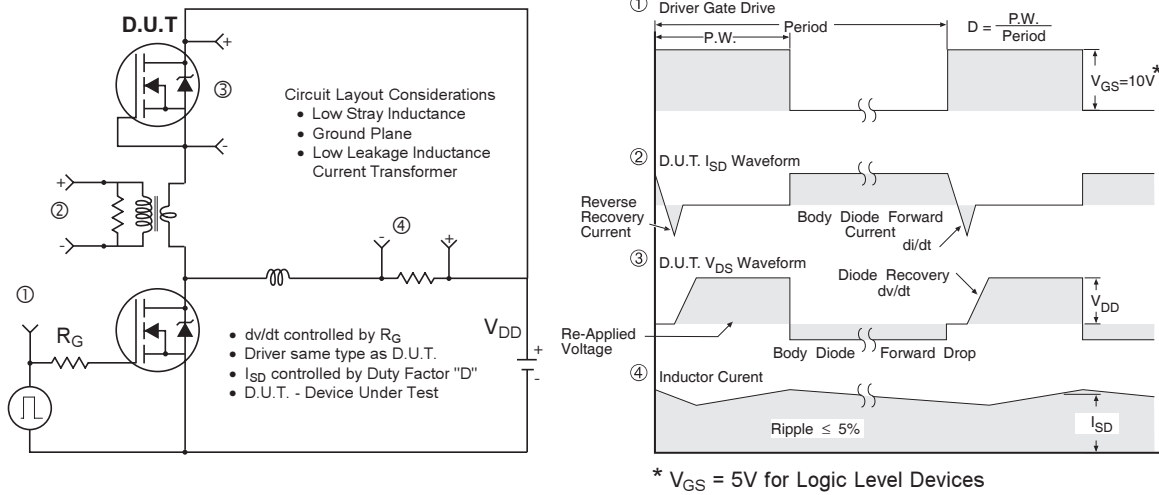 D.U.T
+
③
-
Circuit Layout Considerations
• Low Stray Inductance
• Ground Plane
• Low Leakage Inductance
Current Transformer
+
②
-
④
-
+
①
R_G
V_DD
+
-
• dv/dt controlled by R_G
• Driver same type as D.U.T.
• I_SD controlled by Duty Factor "D"
• D.U.T. - Device Under Test
① Driver Gate Drive
P.W.
Period
D = P.W. / Period
V_GS=10V *
② D.U.T. I_SD Waveform
Reverse
Recovery
Current
Body Diode Forward
Current
di/dt
③ D.U.T. V_DS Waveform
Diode Recovery
dv/dt
V_DD
Re-Applied
Voltage
Body Diode Forward Drop
④ Inductor Curent
I_SD
Ripple ≤ 5%
* V_GS = 5V for Logic Level Devices